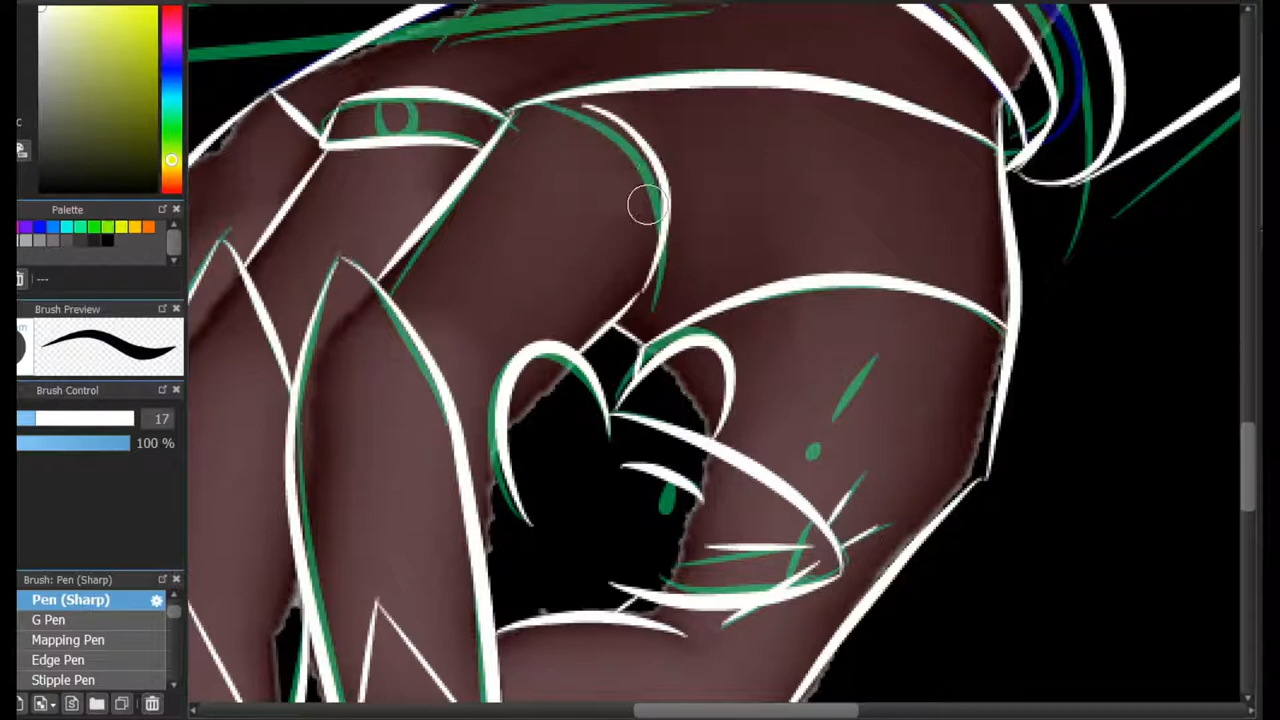 C
Palette
---
Brush Preview
m
Brush Control
17
100 %
Brush: Pen (Sharp)
Pen (Sharp)
G Pen
Mapping Pen
Edge Pen
Stipple Pen